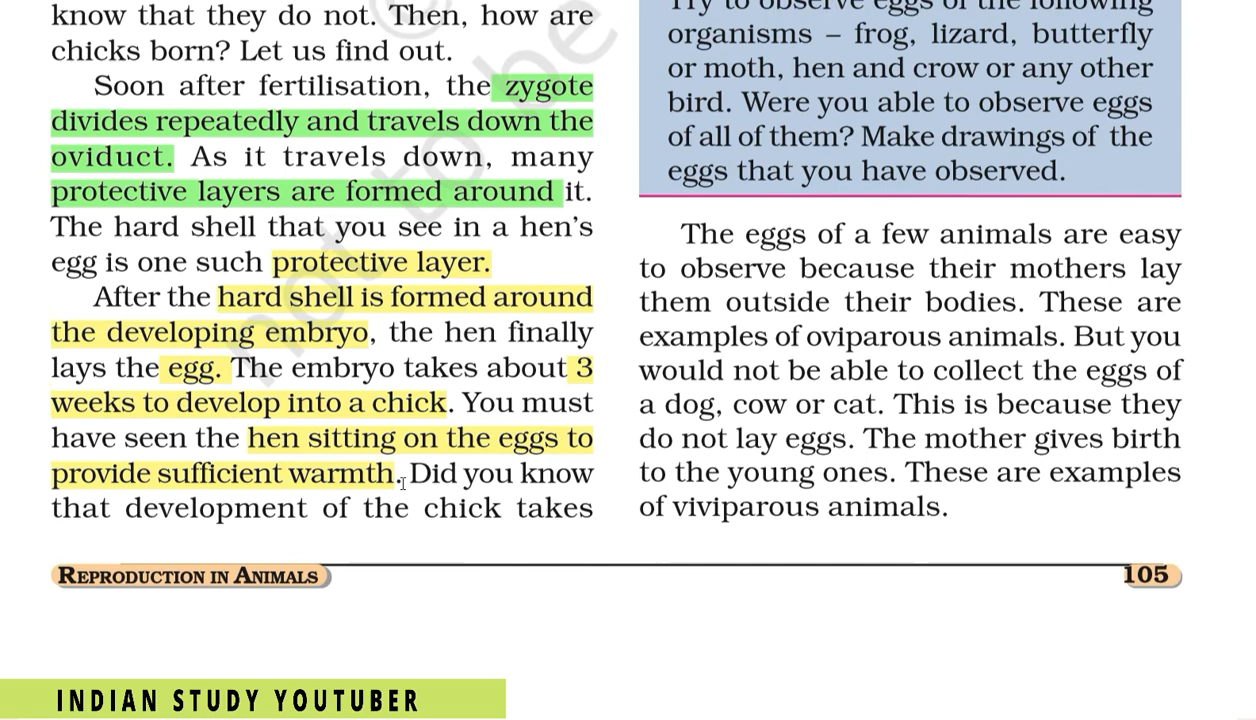 know that they do not. Then, how are
chicks born? Let us find out.
Soon after fertilisation, the zygote
divides repeatedly and travels down the
oviduct. As it travels down, many
protective layers are formed around it.
The hard shell that you see in a hen’s
egg is one such protective layer.
After the hard shell is formed around
the developing embryo, the hen finally
lays the egg. The embryo takes about 3
weeks to develop into a chick. You must
have seen the hen sitting on the eggs to
provide sufficient warmth. Did you know
that development of the chick takes
Try to observe eggs of the following
organisms – frog, lizard, butterfly
or moth, hen and crow or any other
bird. Were you able to observe eggs
of all of them? Make drawings of the
eggs that you have observed.
The eggs of a few animals are easy
to observe because their mothers lay
them outside their bodies. These are
examples of oviparous animals. But you
would not be able to collect the eggs of
a dog, cow or cat. This is because they
do not lay eggs. The mother gives birth
to the young ones. These are examples
of viviparous animals.
not to be
REPRODUCTION IN ANIMALS
105
INDIAN STUDY YOUTUBER